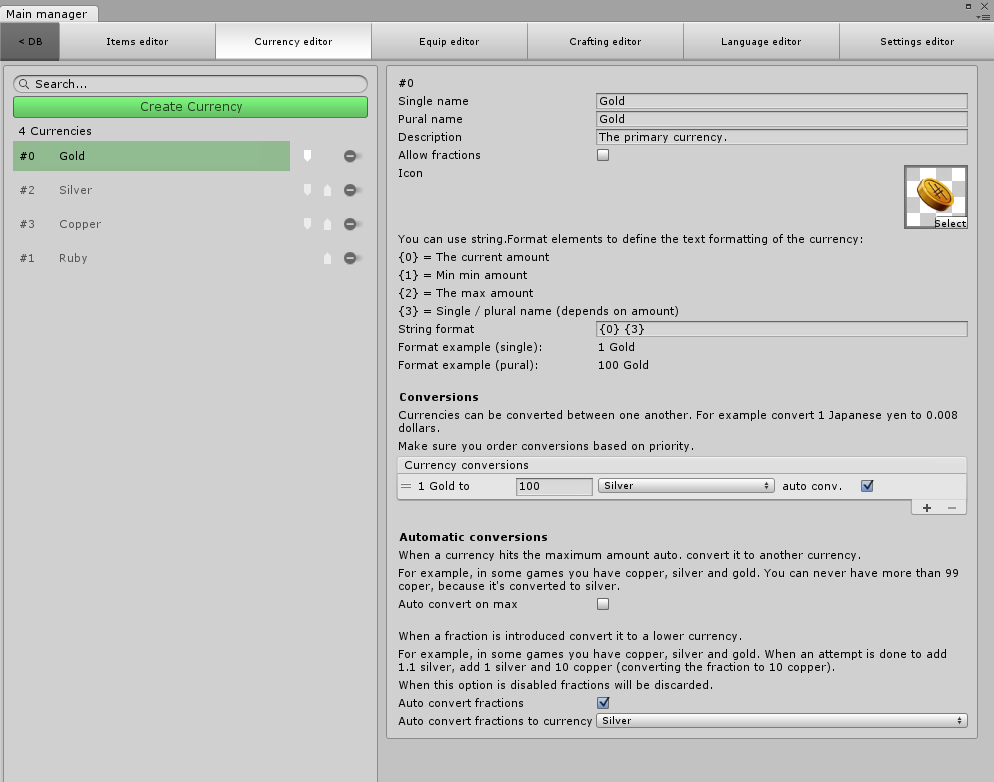 Main manager
< DB
Items editor
Currency editor
Equip editor
Crafting editor
Language editor
Settings editor
Search...
Create Currency
4 Currencies
#0 Gold
#2 Silver
#3 Copper
#1 Ruby
#0
Single name Gold
Pural name Gold
Description The primary currency.
Allow fractions
Icon
Select
You can use string.Format elements to define the text formatting of the currency:
{0} = The current amount
{1} = Min min amount
{2} = The max amount
{3} = Single / plural name (depends on amount)
String format {0} {3}
Format example (single): 1 Gold
Format example (pural): 100 Gold
Conversions
Currencies can be converted between one another. For example convert 1 Japanese yen to 0.008
dollars.
Make sure you order conversions based on priority.
Currency conversions
= 1 Gold to 100 Silver auto conv.
+ −
Automatic conversions
When a currency hits the maximum amount auto. convert it to another currency.
For example, in some games you have copper, silver and gold. You can never have more than 99
coper, because it's converted to silver.
Auto convert on max
When a fraction is introduced convert it to a lower currency.
For example, in some games you have copper, silver and gold. When an attempt is done to add
1.1 silver, add 1 silver and 10 copper (converting the fraction to 10 copper).
When this option is disabled fractions will be discarded.
Auto convert fractions
Auto convert fractions to currency Silver